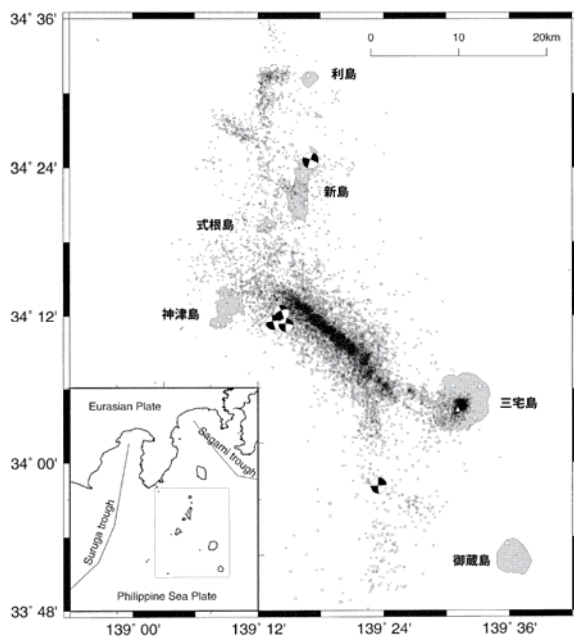 34° 36'
0 10 20km
利島
34° 24'
新島
式根島
34° 12'
神津島
三宅島
Eurasian Plate
Sagami trough
34° 00'
Suruga trough
御蔵島
Philippine Sea Plate
33° 48'
139° 00' 139° 12' 139° 24' 139° 36'